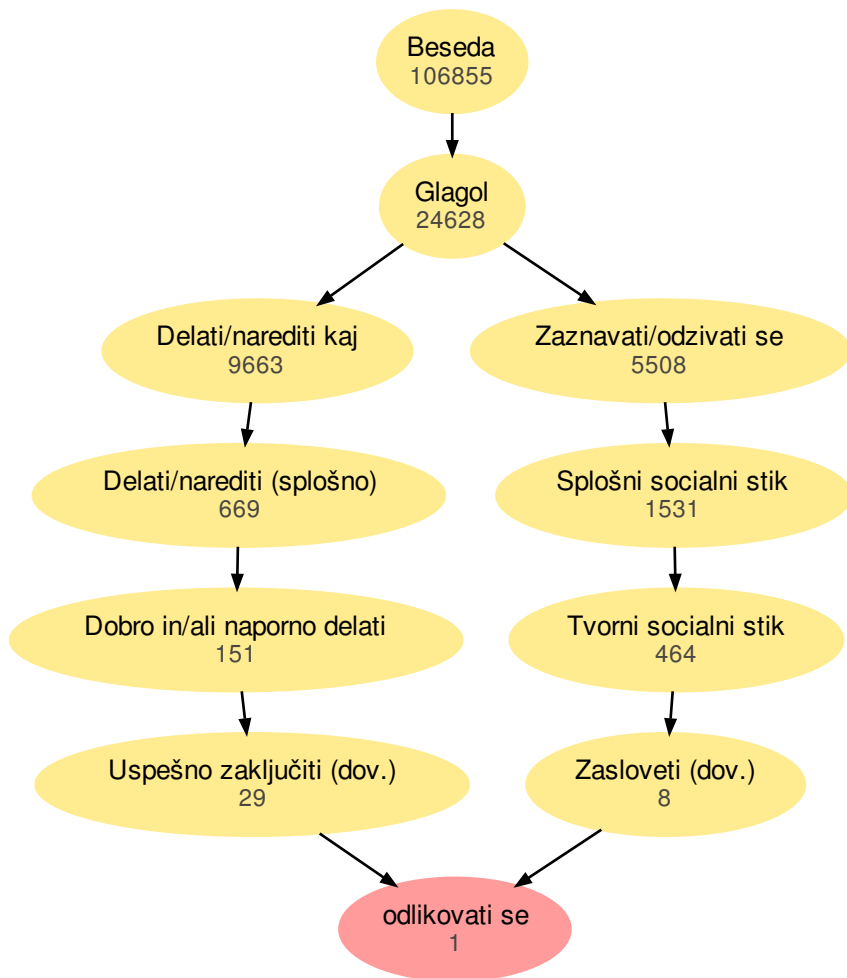 Beseda
106855
Glagol
24628
Delati/narediti kaj
9663
Zaznavati/odzivati se
5508
Delati/narediti (splošno)
669
Splošni socialni stik
1531
Dobro in/ali naporno delati
151
Tvorni socialni stik
464
Uspešno zaključiti (dov.)
29
Zasloveti (dov.)
8
odlikovati se
1